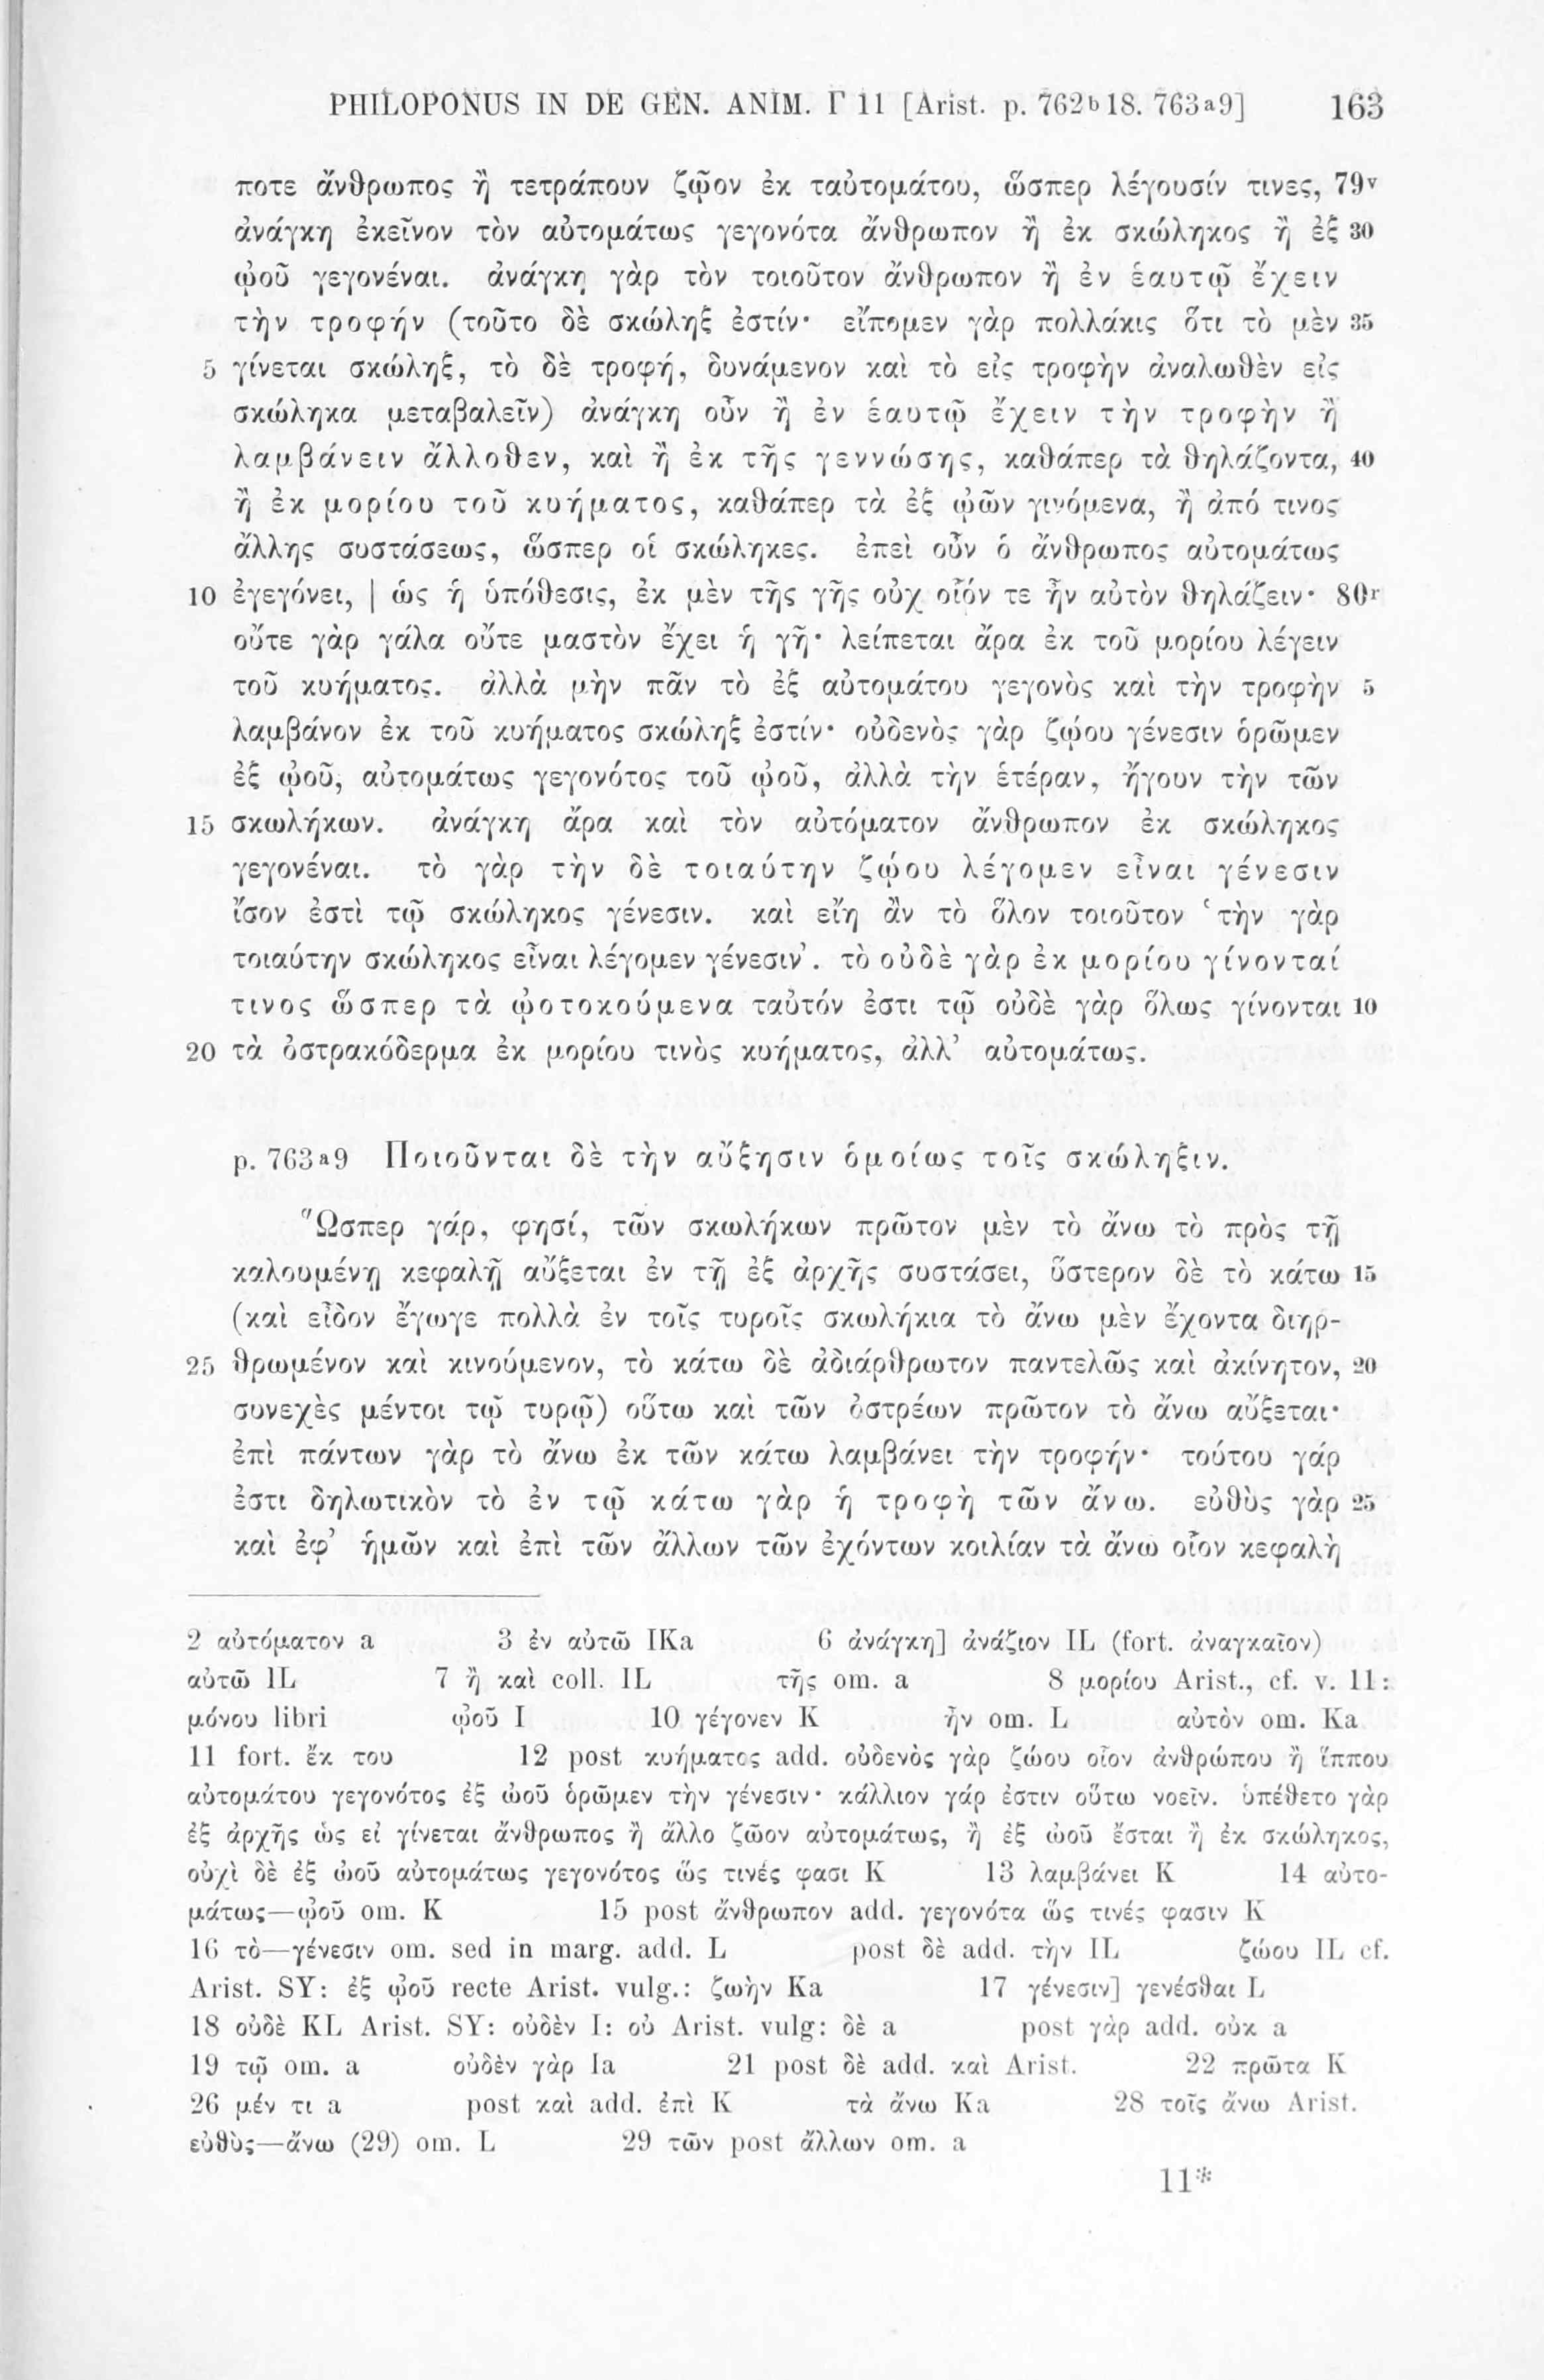 PHILOPONUS IN DE GEN. ANIM. Γ 11 [Arist. p. 762b18. 763a9] 163
ποτε ἄνθρωπος ἢ τετράπουν ζῷον ἐκ ταὐτομάτου, ὥσπερ λέγουσίν τινες, 79v
ἀνάγκη ἐκεῖνον τὸν αὐτομάτως γεγονότα ἄνθρωπον ἢ ἐκ σκώληκος ἢ ἐξ 30
ᾠοῦ γεγονέναι. ἀνάγκη γὰρ τὸν τοιοῦτον ἄνθρωπον ἢ ἐν ἑαυτῷ ἔχειν
τὴν τροφήν (τοῦτο δὲ σκώληξ ἐστίν· εἴπομεν γὰρ πολλάκις ὅτι τὸ μὲν 35
5 γίνεται σκώληξ, τὸ δὲ τροφή, δυνάμενον καὶ τὸ εἰς τροφὴν ἀναλωθὲν εἰς
σκώληκα μεταβαλεῖν) ἀνάγκη οὖν ἢ ἐν ἑαυτῷ ἔχειν τὴν τροφὴν ἢ
λαμβάνειν ἄλλοθεν, καὶ ἢ ἐκ τῆς γεννώσης, καθάπερ τὰ θηλάζοντα, 40
ἢ ἐκ μορίου τοῦ κυήματος, καθάπερ τὰ ἐξ ᾠῶν γινόμενα, ἢ ἀπό τινος
ἄλλης συστάσεως, ὥσπερ οἱ σκώληκες. ἐπεὶ οὖν ὁ ἄνθρωπος αὐτομάτως
10 ἐγεγόνει, | ὡς ἡ ὑπόθεσις, ἐκ μὲν τῆς γῆς οὐχ οἷόν τε ἦν αὐτὸν θηλάζειν· 80r
οὔτε γὰρ γάλα οὔτε μαστὸν ἔχει ἡ γῆ· λείπεται ἄρα ἐκ τοῦ μορίου λέγειν
τοῦ κυήματος. ἀλλὰ μὴν πᾶν τὸ ἐξ αὐτομάτου γεγονὸς καὶ τὴν τροφὴν 5
λαμβάνον ἐκ τοῦ κυήματος σκώληξ ἐστίν· οὐδενὸς γὰρ ζῴου γένεσιν ὁρῶμεν
ἐξ ᾠοῦ, αὐτομάτως γεγονότος τοῦ ᾠοῦ, ἀλλὰ τὴν ἑτέραν, ἤγουν τὴν τῶν
15 σκωλήκων. ἀνάγκη ἄρα καὶ τὸν αὐτόματον ἄνθρωπον ἐκ σκώληκος
γεγονέναι. τὸ γὰρ τὴν δὲ τοιαύτην ζῴου λέγομεν εἶναι γένεσιν
ἴσον ἐστὶ τῷ σκώληκος γένεσιν. καὶ εἴη ἂν τὸ ὅλον τοιοῦτον ‘τὴν γὰρ
τοιαύτην σκώληκος εἶναι λέγομεν γένεσιν’. τὸ οὐδὲ γὰρ ἐκ μορίου γίνονταί
τινος ὥσπερ τὰ ᾠοτοκούμενα ταὐτόν ἐστι τῷ οὐδὲ γὰρ ὅλως γίνονται 10
20 τὰ ὀστρακόδερμα ἐκ μορίου τινὸς κυήματος, ἀλλ’ αὐτομάτως.
p. 763a9 Ποιοῦνται δὲ τὴν αὔξησιν ὁμοίως τοῖς σκώληξιν.
Ὥσπερ γάρ, φησί, τῶν σκωλήκων πρῶτον μὲν τὸ ἄνω τὸ πρὸς τῇ
καλουμένῃ κεφαλῇ αὔξεται ἐν τῇ ἐξ ἀρχῆς συστάσει, ὕστερον δὲ τὸ κάτω 15
(καὶ εἶδον ἔγωγε πολλὰ ἐν τοῖς τυροῖς σκωλήκια τὸ ἄνω μὲν ἔχοντα διηρ-
25 θρωμένον καὶ κινούμενον, τὸ κάτω δὲ ἀδιάρθρωτον παντελῶς καὶ ἀκίνητον, 20
συνεχὲς μέντοι τῷ τυρῷ) οὕτω καὶ τῶν ὀστρέων πρῶτον τὸ ἄνω αὔξεται·
ἐπὶ πάντων γὰρ τὸ ἄνω ἐκ τῶν κάτω λαμβάνει τὴν τροφήν· τούτου γάρ
ἐστι δηλωτικὸν τὸ ἐν τῷ κάτω γὰρ ἡ τροφὴ τῶν ἄνω. εὐθὺς γὰρ 25
καὶ ἐφ’ ἡμῶν καὶ ἐπὶ τῶν ἄλλων τῶν ἐχόντων κοιλίαν τὰ ἄνω οἷον κεφαλὴ
2 αὐτόματον a 3 ἐν αὐτῶ IKa 6 ἀνάγκη] ἀνάξιον IL (fort. ἀναγκαῖον)
αὐτῶ IL 7 ἢ καὶ coll. IL τῆς om. a 8 μορίου Arist., cf. v. 11:
μόνου libri ᾠοῦ I 10 γέγονεν K ἦν om. L αὐτὸν om. Ka
11 fort. ἔκ του 12 post κυήματος add. οὐδενὸς γὰρ ζώου οἷον ἀνθρώπου ἢ ἵππου
αὐτομάτου γεγονότος ἐξ ὠοῦ ὁρῶμεν τὴν γένεσιν· κάλλιον γάρ ἐστιν οὕτω νοεῖν. ὑπέθετο γὰρ
ἐξ ἀρχῆς ὡς εἰ γίνεται ἄνθρωπος ἢ ἄλλο ζῶον αὐτομάτως, ἢ ἐξ ὠοῦ ἔσται ἢ ἐκ σκώληκος,
οὐχὶ δὲ ἐξ ὠοῦ αὐτομάτως γεγονότος ὥς τινές φασι K 13 λαμβάνει K 14 αὐτο-
μάτως—ᾠοῦ om. K 15 post ἄνθρωπον add. γεγονότα ὥς τινές φασιν K
16 τὸ—γένεσιν om. sed in marg. add. L post δὲ add. τὴν IL ζώου IL cf.
Arist. SY: ἐξ ᾠοῦ recte Arist. vulg.: ζωὴν Ka 17 γένεσιν] γενέσθαι L
18 οὐδὲ KL Arist. SY: οὐδὲν I: οὐ Arist. vulg: δὲ a post γὰρ add. οὐκ a
19 τῷ om. a οὐδὲν γὰρ Ia 21 post δὲ add. καὶ Arist. 22 πρῶτα K
26 μέν τι a post καὶ add. ἐπὶ K τὰ ἄνω Ka 28 τοῖς ἄνω Arist.
εὐθὺς—ἄνω (29) om. L 29 τῶν post ἄλλων om. a
11*